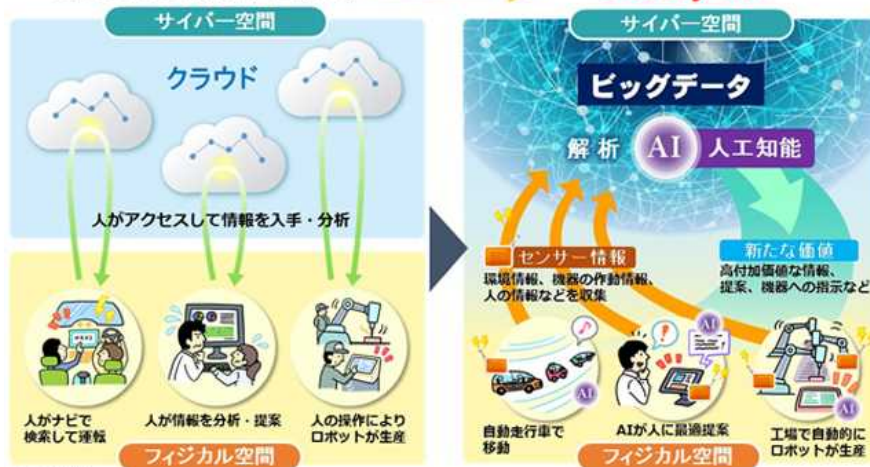 サイバー空間
クラウド
人がアクセスして情報を入手・分析
人がナビで
検索して運転
人が情報を分析・提案
人の操作により
ロボットが生産
フィジカル空間
サイバー空間
ビッグデータ
解析 AI 人工知能
センサー情報
環境情報、機器の作動情報、
人の情報などを収集
新たな価値
高付加価値な情報、
提案、機器への指示など
AI
AI
自動走行車で
移動
AIが人に最適提案
工場で自動的に
ロボットが生産
AI
フィジカル空間